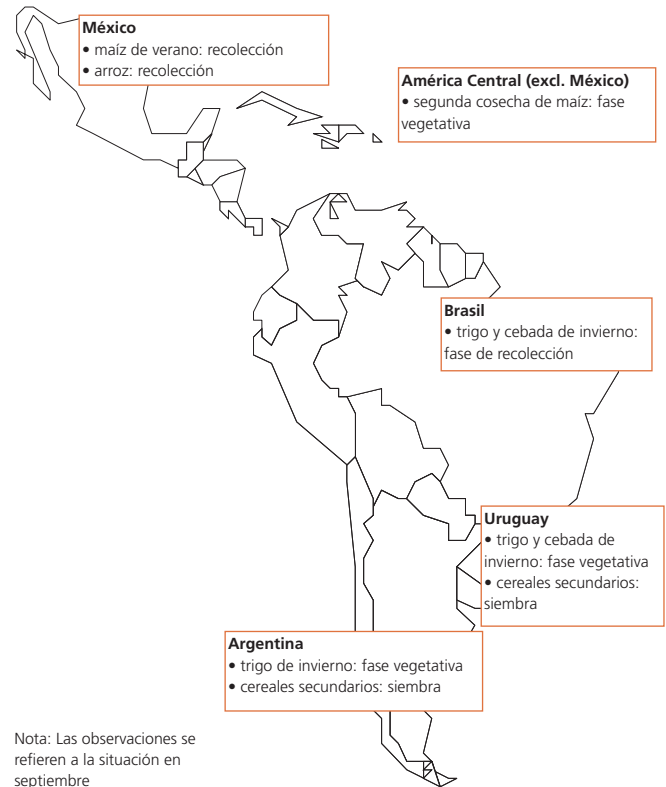 México
• maíz de verano: recolección
• arroz: recolección
América Central (excl. México)
• segunda cosecha de maíz: fase
vegetativa
Brasil
• trigo y cebada de invierno:
fase de recolección
Uruguay
• trigo y cebada de
invierno: fase vegetativa
• cereales secundarios:
siembra
Argentina
• trigo de invierno: fase vegetativa
• cereales secundarios: siembra
Nota: Las observaciones se
refieren a la situación en
septiembre